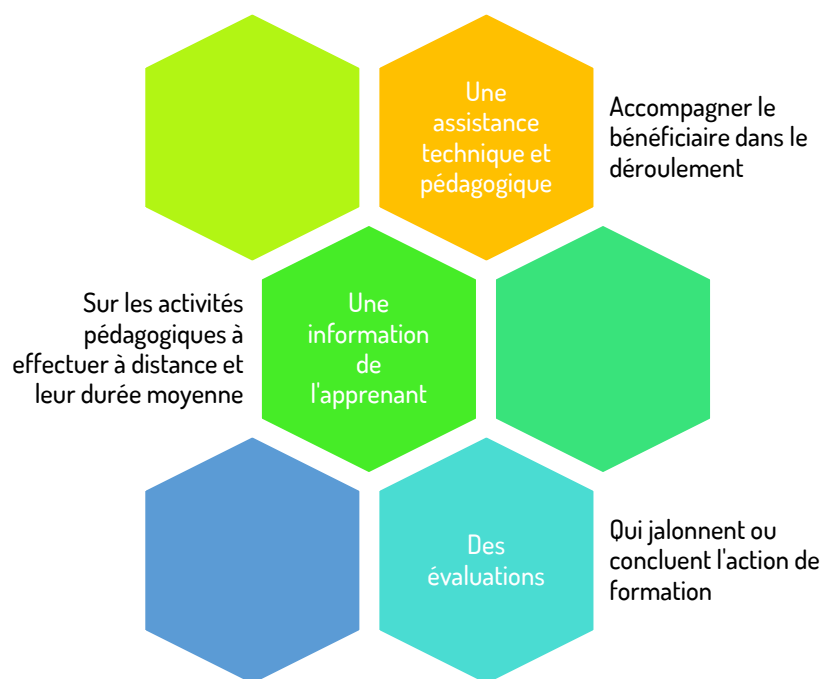 Une
assistance
technique et
pédagogique
Accompagner le
bénéficiaire dans le
déroulement
Sur les activités
pédagogiques à
effectuer à distance et
leur durée moyenne
Une
information
de
l'apprenant
Des
évaluations
Qui jalonnent ou
concluent l'action de
formation